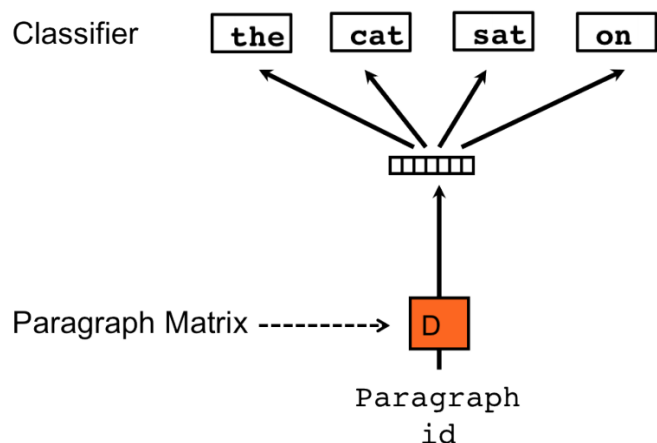 Classifier
the cat sat on
Paragraph Matrix
D
Paragraph
id